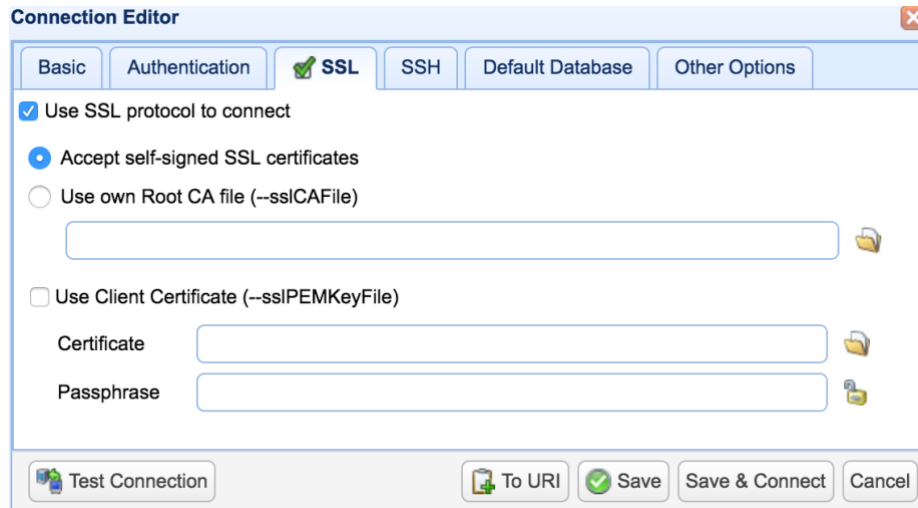 Connection Editor
Basic Authentication SSL SSH Default Database Other Options
Use SSL protocol to connect
Accept self-signed SSL certificates
Use own Root CA file (--sslCAFile)
Use Client Certificate (--sslPEMKeyFile)
Certificate
Passphrase
Test Connection To URI Save Save & Connect Cancel